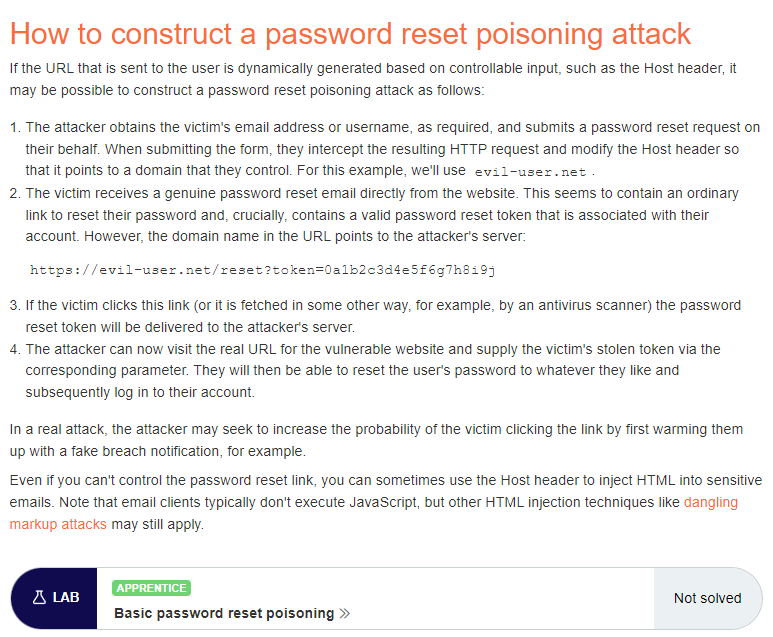 How to construct a password reset poisoning attack
If the URL that is sent to the user is dynamically generated based on controllable input, such as the Host header, it
may be possible to construct a password reset poisoning attack as follows:
1. The attacker obtains the victim's email address or username, as required, and submits a password reset request on
their behalf. When submitting the form, they intercept the resulting HTTP request and modify the Host header so
that it points to a domain that they control. For this example, we'll use evil-user.net .
2. The victim receives a genuine password reset email directly from the website. This seems to contain an ordinary
link to reset their password and, crucially, contains a valid password reset token that is associated with their
account. However, the domain name in the URL points to the attacker's server:
https://evil-user.net/reset?token=0a1b2c3d4e5f6g7h8i9j
3. If the victim clicks this link (or it is fetched in some other way, for example, by an antivirus scanner) the password
reset token will be delivered to the attacker's server.
4. The attacker can now visit the real URL for the vulnerable website and supply the victim's stolen token via the
corresponding parameter. They will then be able to reset the user's password to whatever they like and
subsequently log in to their account.
In a real attack, the attacker may seek to increase the probability of the victim clicking the link by first warming them
up with a fake breach notification, for example.
Even if you can't control the password reset link, you can sometimes use the Host header to inject HTML into sensitive
emails. Note that email clients typically don't execute JavaScript, but other HTML injection techniques like dangling
markup attacks may still apply.
LAB
APPRENTICE
Basic password reset poisoning »
Not solved